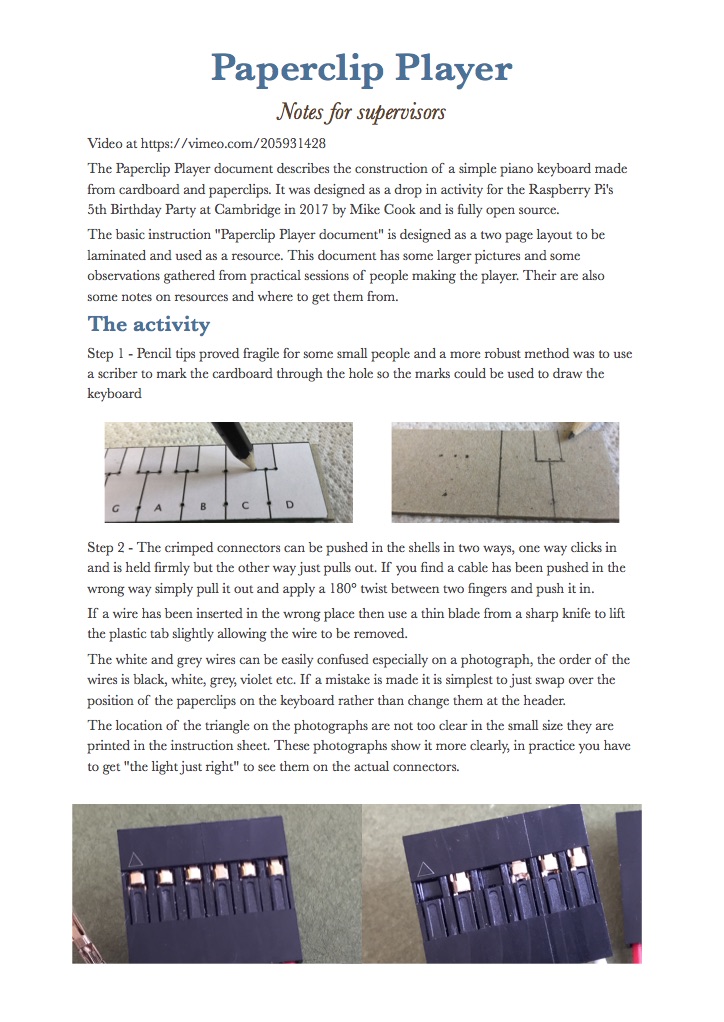 Paperclip Player
Notes for supervisors
Video at https://vimeo.com/205931428
The Paperclip Player document describes the construction of a simple piano keyboard made
from cardboard and paperclips. It was designed as a drop in activity for the Raspberry Pi's
5th Birthday Party at Cambridge in 2017 by Mike Cook and is fully open source.
The basic instruction "Paperclip Player document" is designed as a two page layout to be
laminated and used as a resource. This document has some larger pictures and some
observations gathered from practical sessions of people making the player. Their are also
some notes on resources and where to get them from.
The activity
Step 1 - Pencil tips proved fragile for some small people and a more robust method was to use
a scriber to mark the cardboard through the hole so the marks could be used to draw the
keyboard
G A B C D
Step 2 - The crimped connectors can be pushed in the shells in two ways, one way clicks in
and is held firmly but the other way just pulls out. If you find a cable has been pushed in the
wrong way simply pull it out and apply a 180° twist between two fingers and push it in.
If a wire has been inserted in the wrong place then use a thin blade from a sharp knife to lift
the plastic tab slightly allowing the wire to be removed.
The white and grey wires can be easily confused especially on a photograph, the order of the
wires is black, white, grey, violet etc. If a mistake is made it is simplest to just swap over the
position of the paperclips on the keyboard rather than change them at the header.
The location of the triangle on the photographs are not too clear in the small size they are
printed in the instruction sheet. These photographs show it more clearly, in practice you have
to get "the light just right" to see them on the actual connectors.